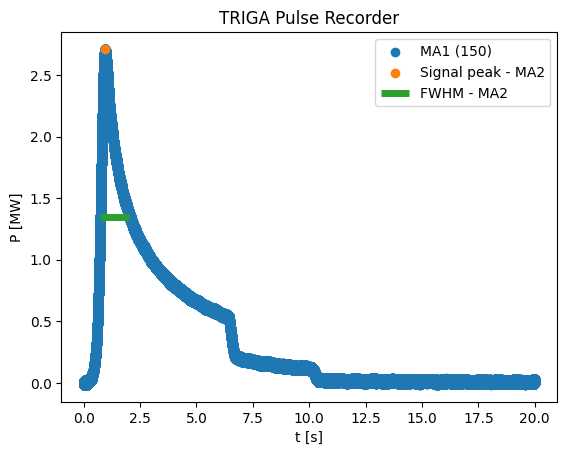 TRIGA Pulse Recorder
MA1 (150)
Signal peak - MA2
FWHM - MA2
P [MW]
2.5
2.0
1.5
1.0
0.5
0.0
0.0 2.5 5.0 7.5 10.0 12.5 15.0 17.5 20.0
t [s]